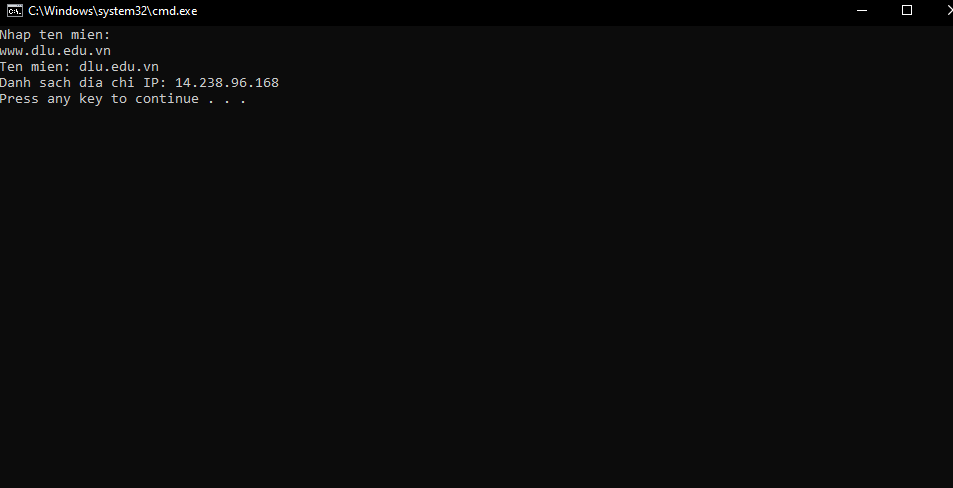 C:\Windows\system32\cmd.exe
Nhap ten mien:
www.dlu.edu.vn
Ten mien: dlu.edu.vn
Danh sach dia chi IP: 14.238.96.168
Press any key to continue . . .